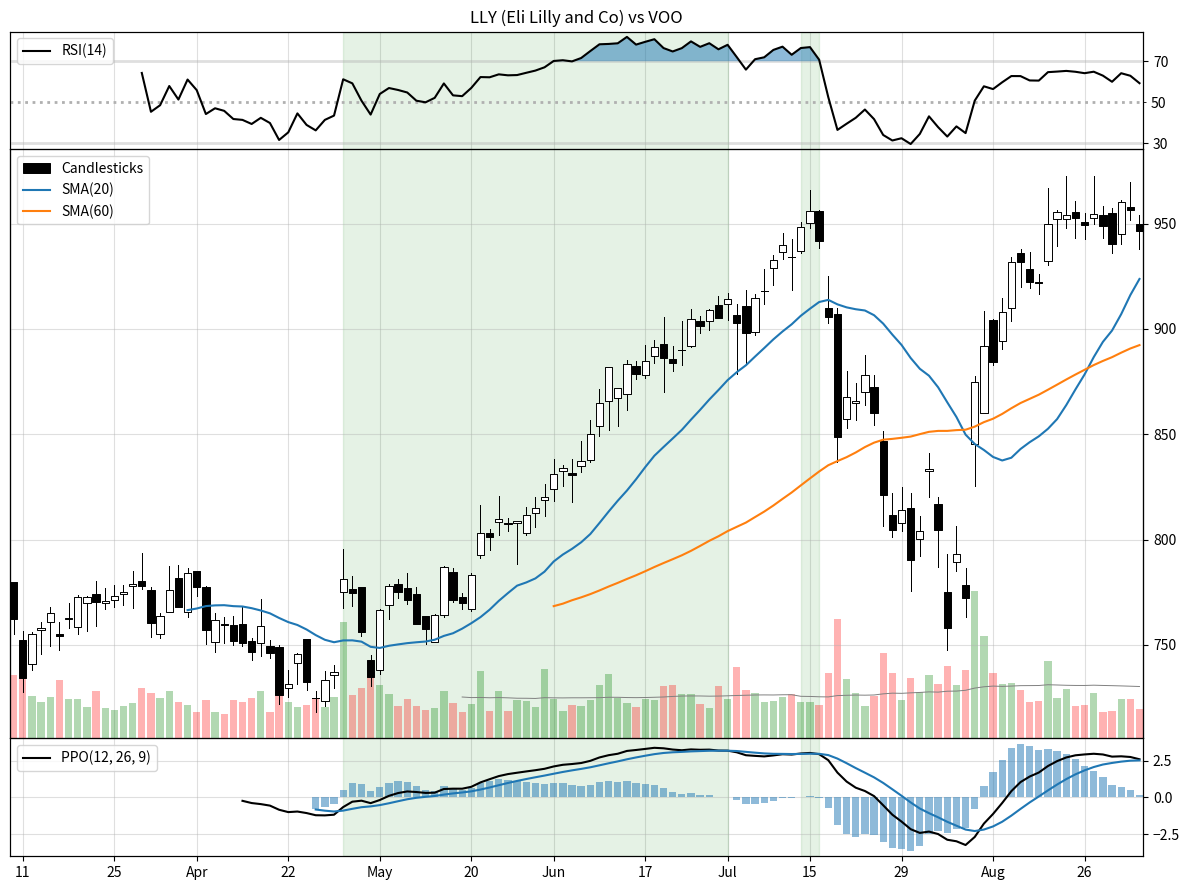 LLY (Eli Lilly and Co) vs VOO
RSI(14)
70
50
30
Candlesticks
SMA(20)
SMA(60)
950
900
850
800
750
PPO(12, 26, 9)
2.5
0.0
−2.5
11 25 Apr 22 May 20 Jun 17 Jul 15 29 Aug 26